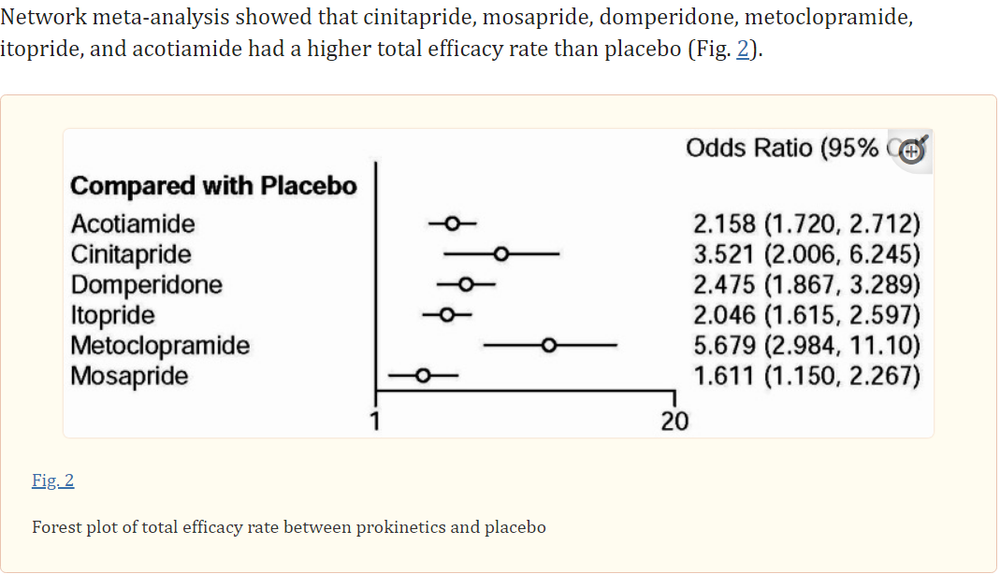 Network meta-analysis showed that cinitapride, mosapride, domperidone, metoclopramide,
itopride, and acotiamide had a higher total efficacy rate than placebo (Fig. 2).
Odds Ratio (95%
Compared with Placebo
Acotiamide 2.158 (1.720, 2.712)
Cinitapride 3.521 (2.006, 6.245)
Domperidone 2.475 (1.867, 3.289)
Itopride 2.046 (1.615, 2.597)
Metoclopramide 5.679 (2.984, 11.10)
Mosapride 1.611 (1.150, 2.267)
1 20
Fig. 2
Forest plot of total efficacy rate between prokinetics and placebo